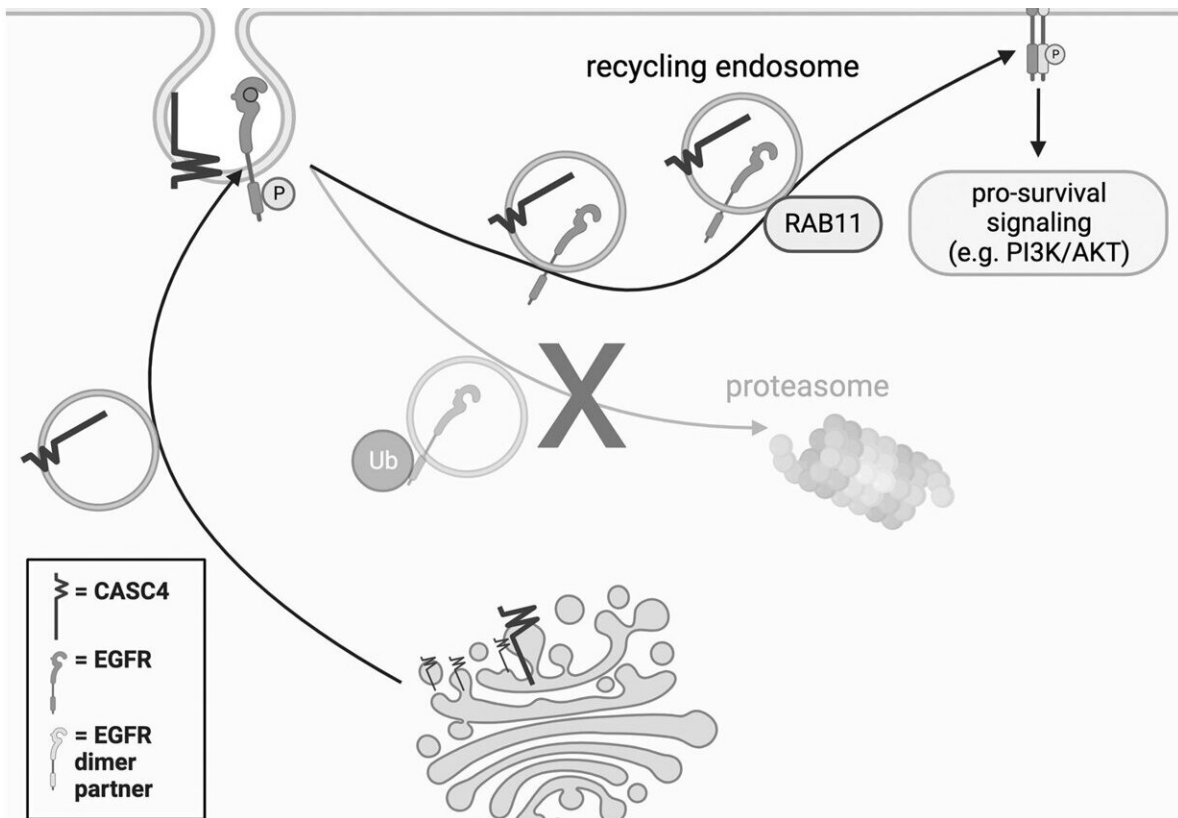 P
recycling endosome
P
RAB11
pro-survival
signaling
(e.g. PI3K/AKT)
X
proteasome
Ub
= CASC4
= EGFR
= EGFR
dimer
partner